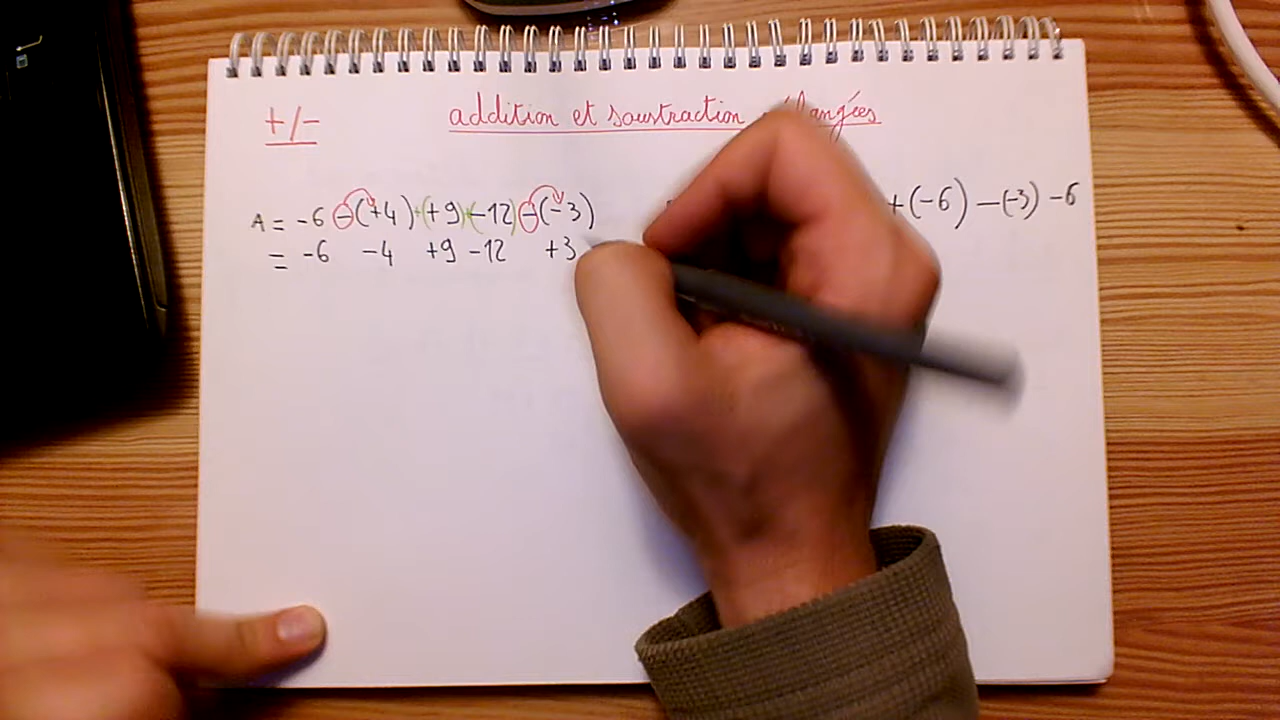 +/- addition et soustraction
A = -6 -(+4)+(+9)+(-12)-(-3) +(-6) -(-3) -6
= -6 -4 +9 -12 +3